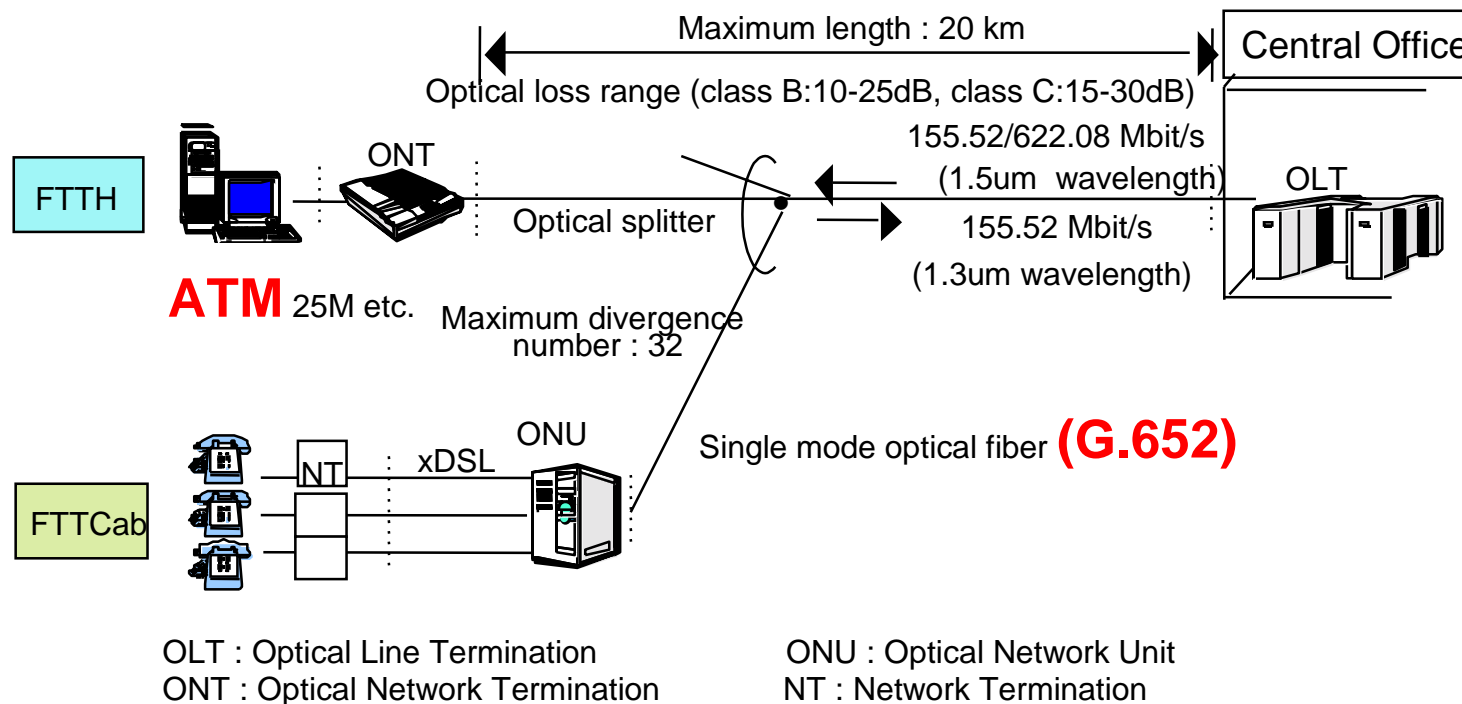 Maximum length : 20 km
Central Office
Optical loss range (class B:10-25dB, class C:15-30dB)
155.52/622.08 Mbit/s
(1.5um wavelength)
ONT
OLT
FTTH
Optical splitter
155.52 Mbit/s
(1.3um wavelength)
ATM 25M etc.
Maximum divergence
number : 32
ONU
Single mode optical fiber (G.652)
NT
xDSL
FTTCab
OLT : Optical Line Termination
ONU : Optical Network Unit
ONT : Optical Network Termination
NT : Network Termination